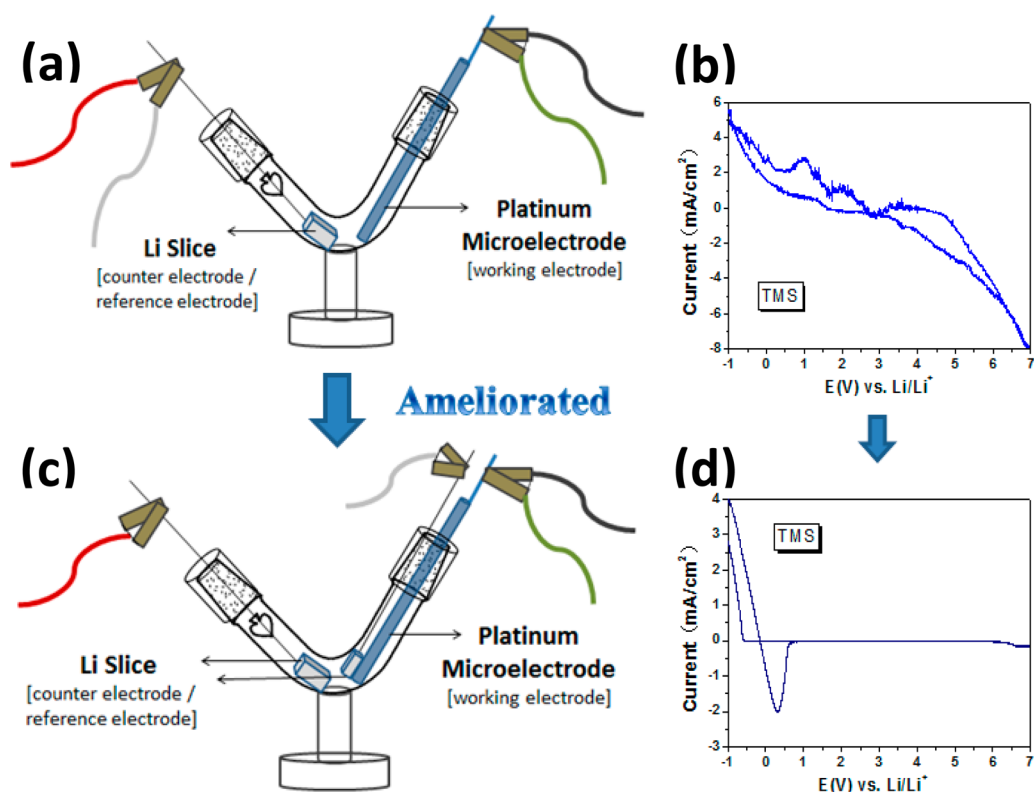 (a)
Li Slice
[counter electrode /
reference electrode]
Platinum
Microelectrode
[working electrode]
(b)
6
4
2
0
-2
-4
-6
-8
Current (mA/cm²)
TMS
-1 0 1 2 3 4 5 6 7
E(V) vs. Li/Li⁺
Ameliorated
(c)
Li Slice
[counter electrode /
reference electrode]
Platinum
Microelectrode
[working electrode]
(d)
4
3
2
1
0
-1
-2
-3
Current (mA/cm²)
TMS
-1 0 1 2 3 4 5 6 7
E(V) vs. Li/Li⁺